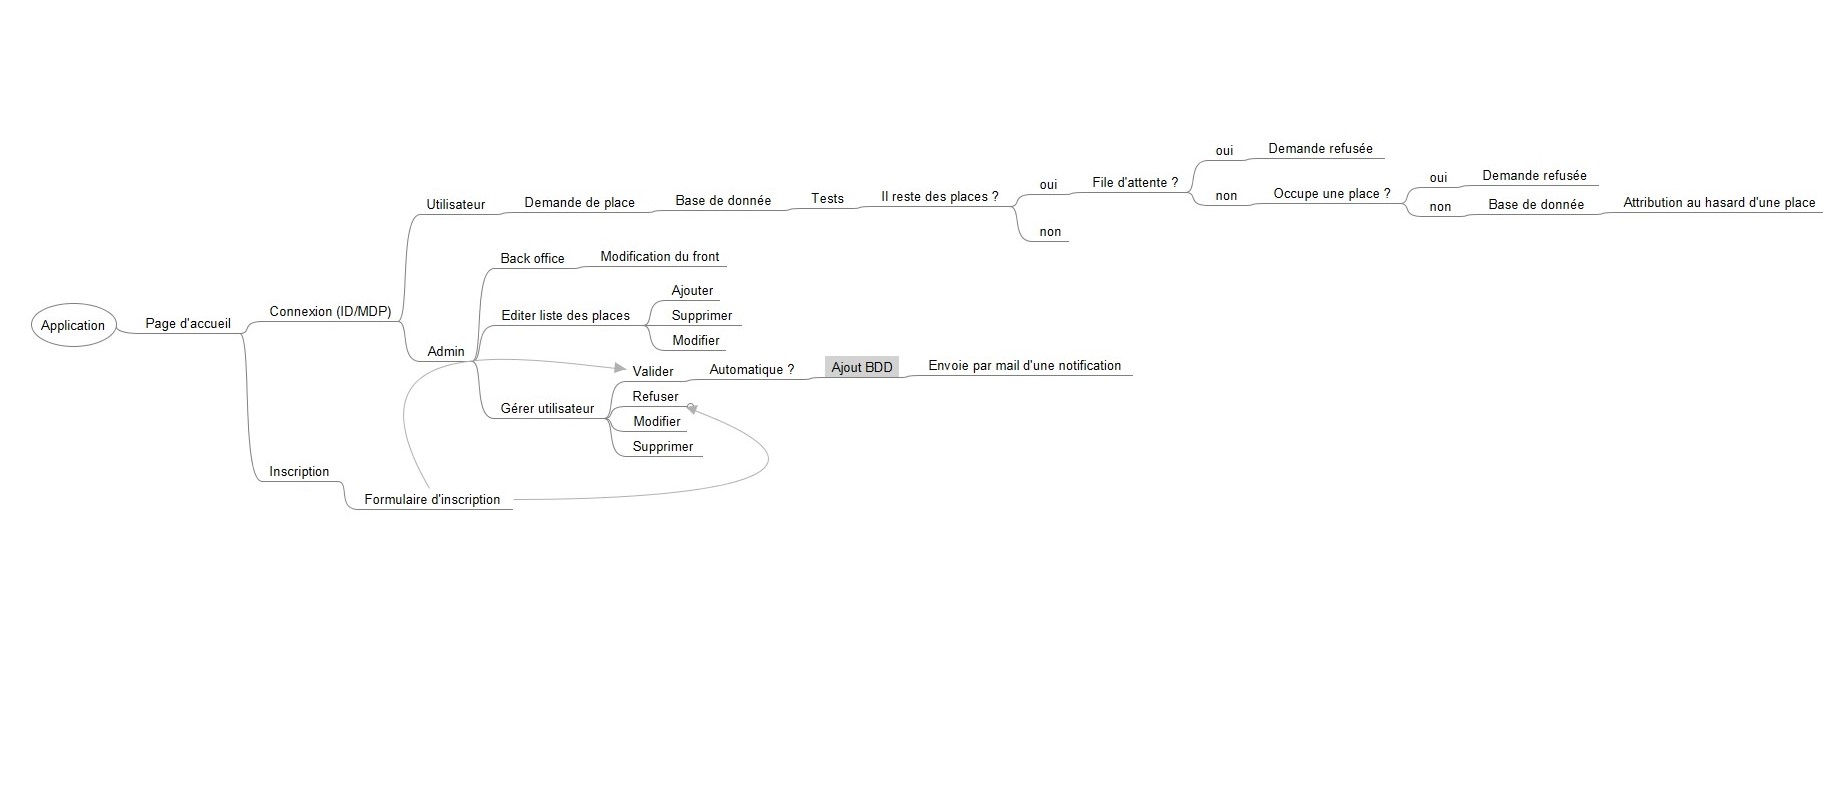 Application
Page d'accueil
Connexion (ID/MDP)
Utilisateur
Demande de place
Base de donnée
Tests
Il reste des places ?
oui
File d'attente ?
oui
Demande refusée
non
Occupe une place ?
oui
Demande refusée
non
Base de donnée
Attribution au hasard d'une place
non
Admin
Back office
Modification du front
Editer liste des places
Ajouter
Supprimer
Modifier
Gérer utilisateur
Valider
Automatique ?
Ajout BDD
Envoie par mail d'une notification
Refuser
Modifier
Supprimer
Inscription
Formulaire d'inscription